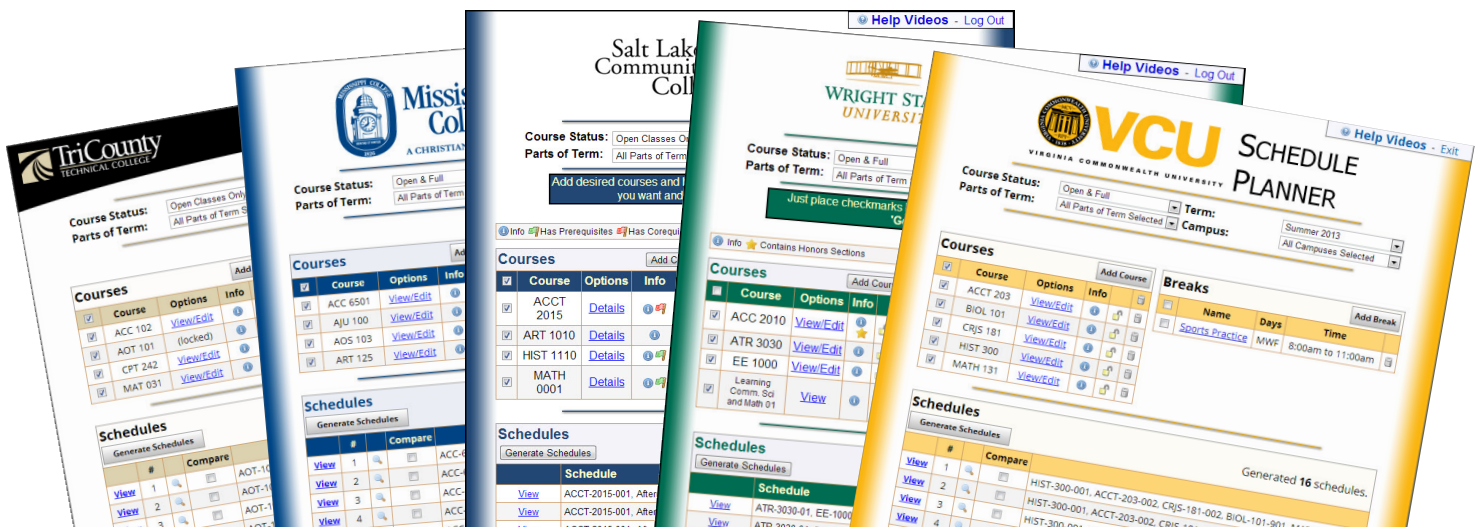 TriCounty
TECHNICAL COLLEGE
Course Status:
Open Classes Only
Parts of Term:
All Parts of Term S
Courses
Add
Course Options Info
ACC 102 View/Edit
AOT 101 (locked)
CPT 242 View/Edit
MAT 031 View/Edit
Schedules
Generate Schedules
# Compare
View 1
View 2
3
MISSISSIPPI COLLEGE
Missis
Col
A CHRISTIAN
Course Status:
Open & Full
Parts of Term:
All Parts of Term
Courses
Ad
Course Options Info
ACC 6501 View/Edit
AJU 100 View/Edit
AOS 103 View/Edit
ART 125 View/Edit
Schedules
Generate Schedules
# Compare
View 1
View 2
View 3
View 4
Help Videos - Log Out
Salt Lak
Communit
Coll
Course Status:
Open Classes On
Parts of Term:
All Parts of Term
Add desired courses and
you want and
Info Has Prerequisites Has Corequi
Courses
Add C
Course Options Info
ACCT
2015 Details
ART 1010 Details
HIST 1110 Details
MATH
0001 Details
Schedules
Generate Schedules
Schedule
View ACCT-2015-001, After
View
WRIGHT STA
UNIVERSIT
Course Status:
Open & Full
Parts of Term:
All Parts of Term
Just place checkmarks
Info Contains Honors Sections
Courses
Add Cour
Course Options Info
ACC 2010 View/Edit
ATR 3030 View/Edit
EE 1000 View/Edit
Learning
Comm. Sci
and Math 01 View
Schedules
Generate Schedules
Schedule
View ATR-3030-01, EE-1000
View
Help Videos - Log Out
VCU
VIRGINIA COMMONWEALTH UNIVERSITY
SCHEDULE
PLANNER
Help Videos - Exit
Course Status:
Open & Full
Term:
Summer 2013
Parts of Term:
All Parts of Term Selected
Campus:
All Campuses Selected
Courses
Add Course
Course Options Info
ACCT 203 View/Edit
BIOL 101 View/Edit
CRJS 181 View/Edit
HIST 300 View/Edit
MATH 131 View/Edit
Breaks
Add Break
Name Days Time
Sports Practice MWF 8:00am to 11:00am
Schedules
Generate Schedules
Generated 16 schedules.
# Compare
View 1 HIST-300-001, ACCT-203-002, CRJS-181-002, BIOL-101-901,
View 2 HIST-300-001, ACCT-203-002,
View 3
View 4